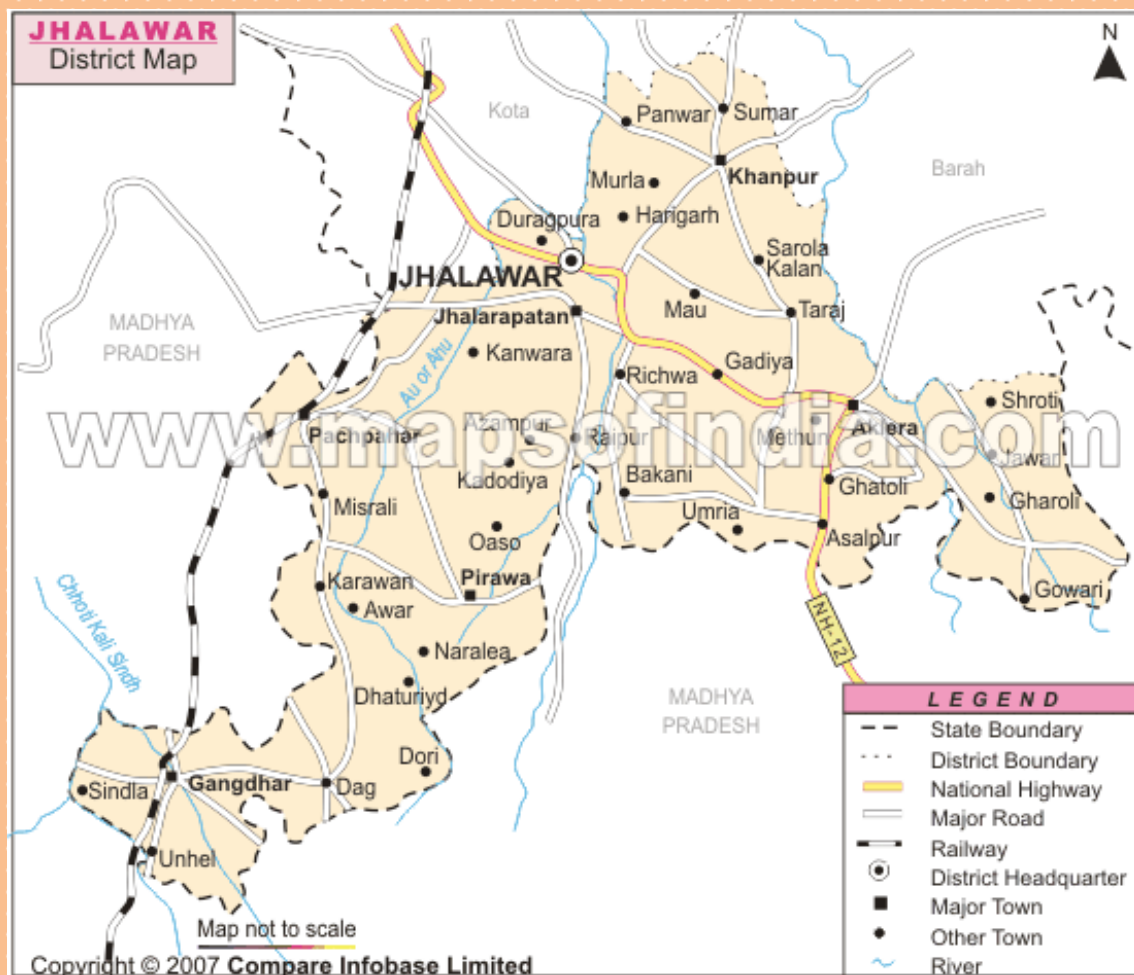 JHALAWAR
District Map
N
Kota
Panwar
Sumar
Murla
Khanpur
Barah
Harigarh
Duragpura
Sarola
Kalan
JHALAWAR
Mau
Taraj
Jhalarapatan
MADHYA
PRADESH
Kanwara
Au or Ahu
Richwa
Gadiya
Shroti
www.mapsofindia.com
Pachpahar
Azampur
Raipur
Methun
Aklera
Jawar
Kadodiya
Bakani
Ghatoli
Misrali
Gharoli
Umria
Oaso
Asalpur
Karawan
Pirawa
Gowari
Awar
Chhoti Kali Sindh
NH-12
Naralea
Dhaturiyd
MADHYA
PRADESH
Dori
Gangdhar
Dag
Sindla
Unhel
LEGEND
State Boundary
District Boundary
National Highway
Major Road
Railway
District Headquarter
Major Town
Other Town
River
Map not to scale
Copyright © 2007 Compare Infobase Limited